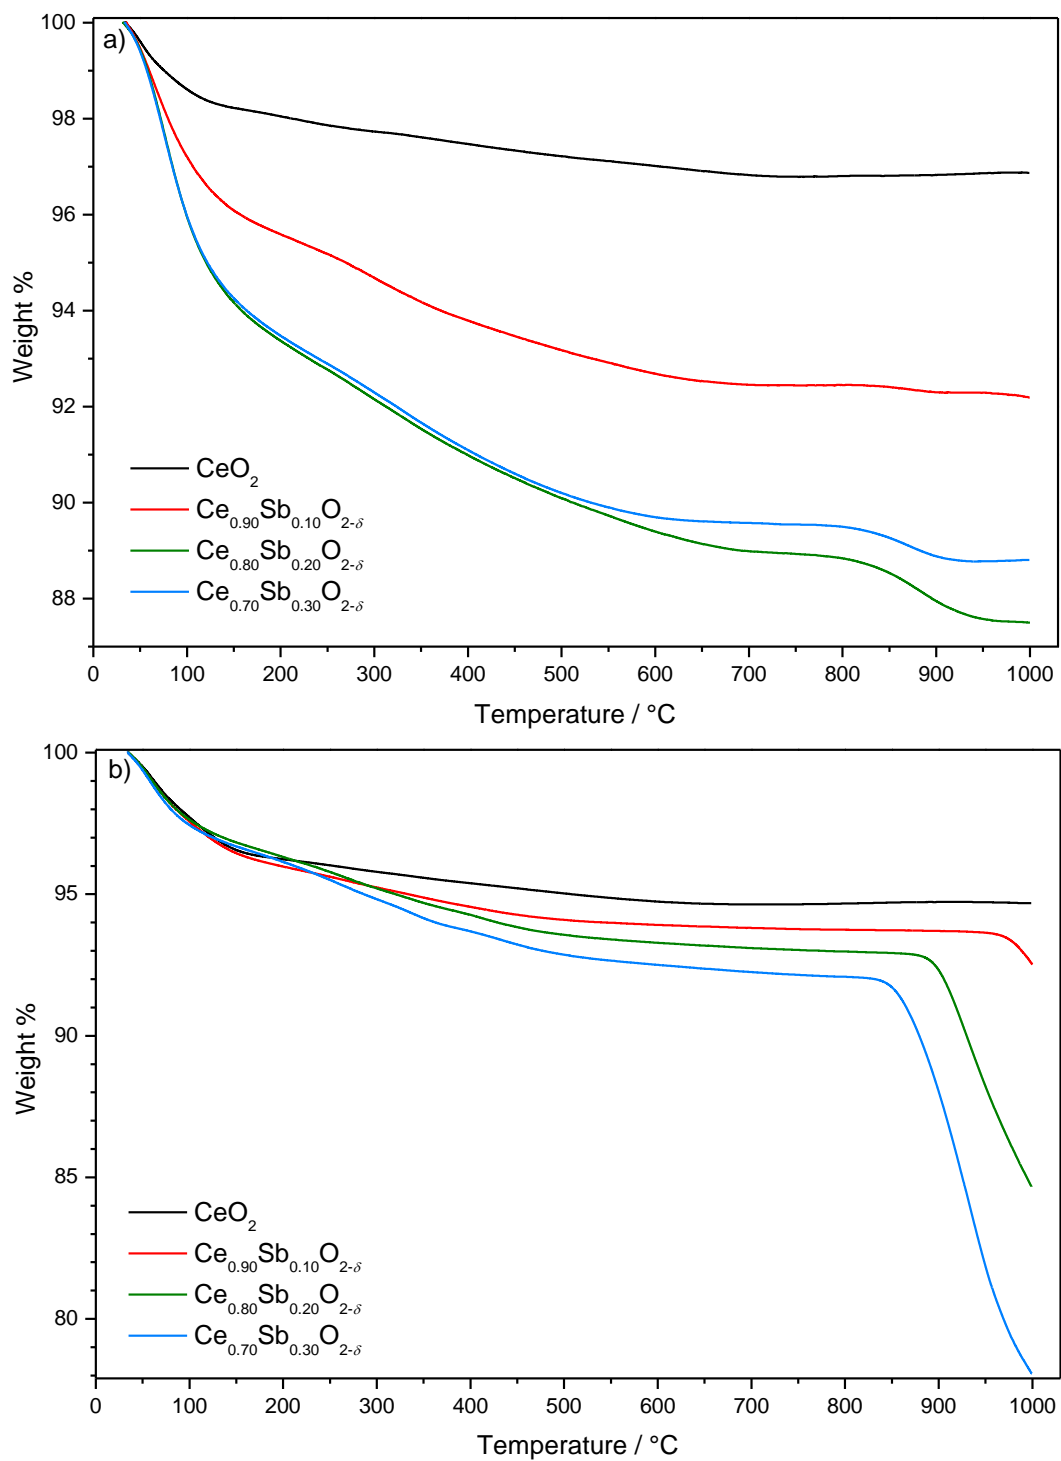 a)
100
98
96
94
92
90
88
Weight %
CeO2
Ce0.90Sb0.10O2-δ
Ce0.80Sb0.20O2-δ
Ce0.70Sb0.30O2-δ
0 100 200 300 400 500 600 700 800 900 1000
Temperature / °C
b)
100
95
90
85
80
Weight %
CeO2
Ce0.90Sb0.10O2-δ
Ce0.80Sb0.20O2-δ
Ce0.70Sb0.30O2-δ
0 100 200 300 400 500 600 700 800 900 1000
Temperature / °C